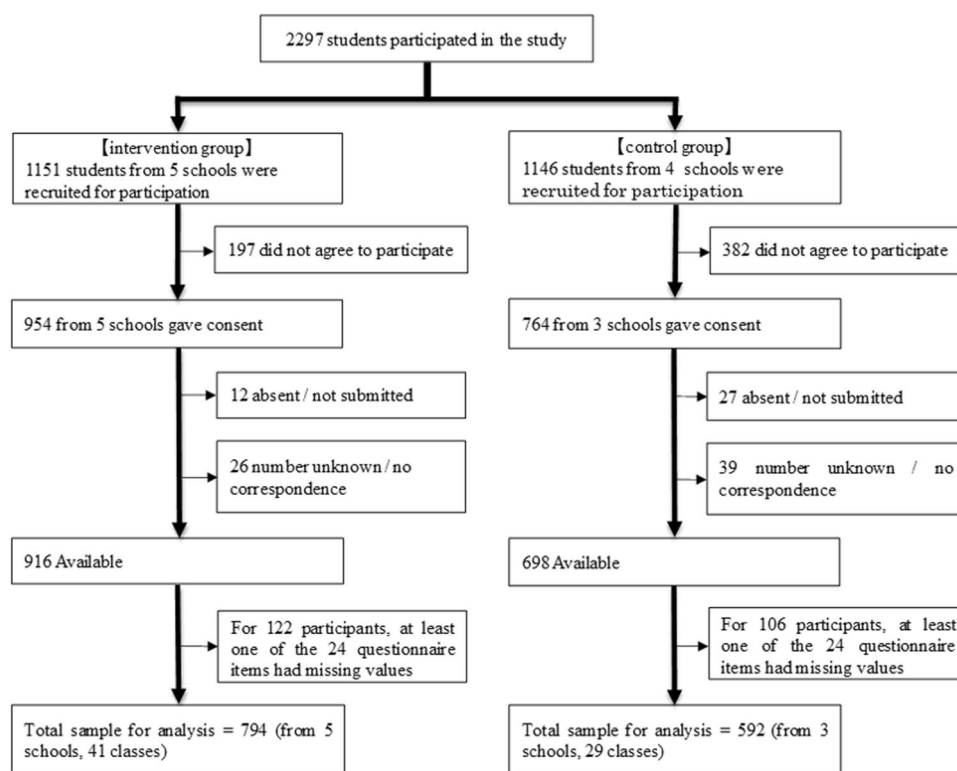 2297 students participated in the study
【intervention group】
1151 students from 5 schools were
recruited for participation
【control group】
1146 students from 4 schools were
recruited for participation
197 did not agree to participate
382 did not agree to participate
954 from 5 schools gave consent
764 from 3 schools gave consent
12 absent / not submitted
27 absent / not submitted
26 number unknown / no
correspondence
39 number unknown / no
correspondence
916 Available
698 Available
For 122 participants, at least
one of the 24 questionnaire
items had missing values
For 106 participants, at least
one of the 24 questionnaire
items had missing values
Total sample for analysis = 794 (from 5
schools, 41 classes)
Total sample for analysis = 592 (from 3
schools, 29 classes)